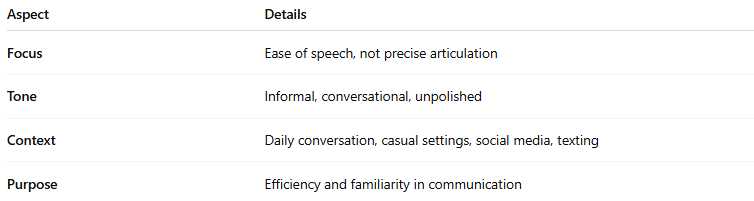 Aspect Details
Focus Ease of speech, not precise articulation
Tone Informal, conversational, unpolished
Context Daily conversation, casual settings, social media, texting
Purpose Efficiency and familiarity in communication